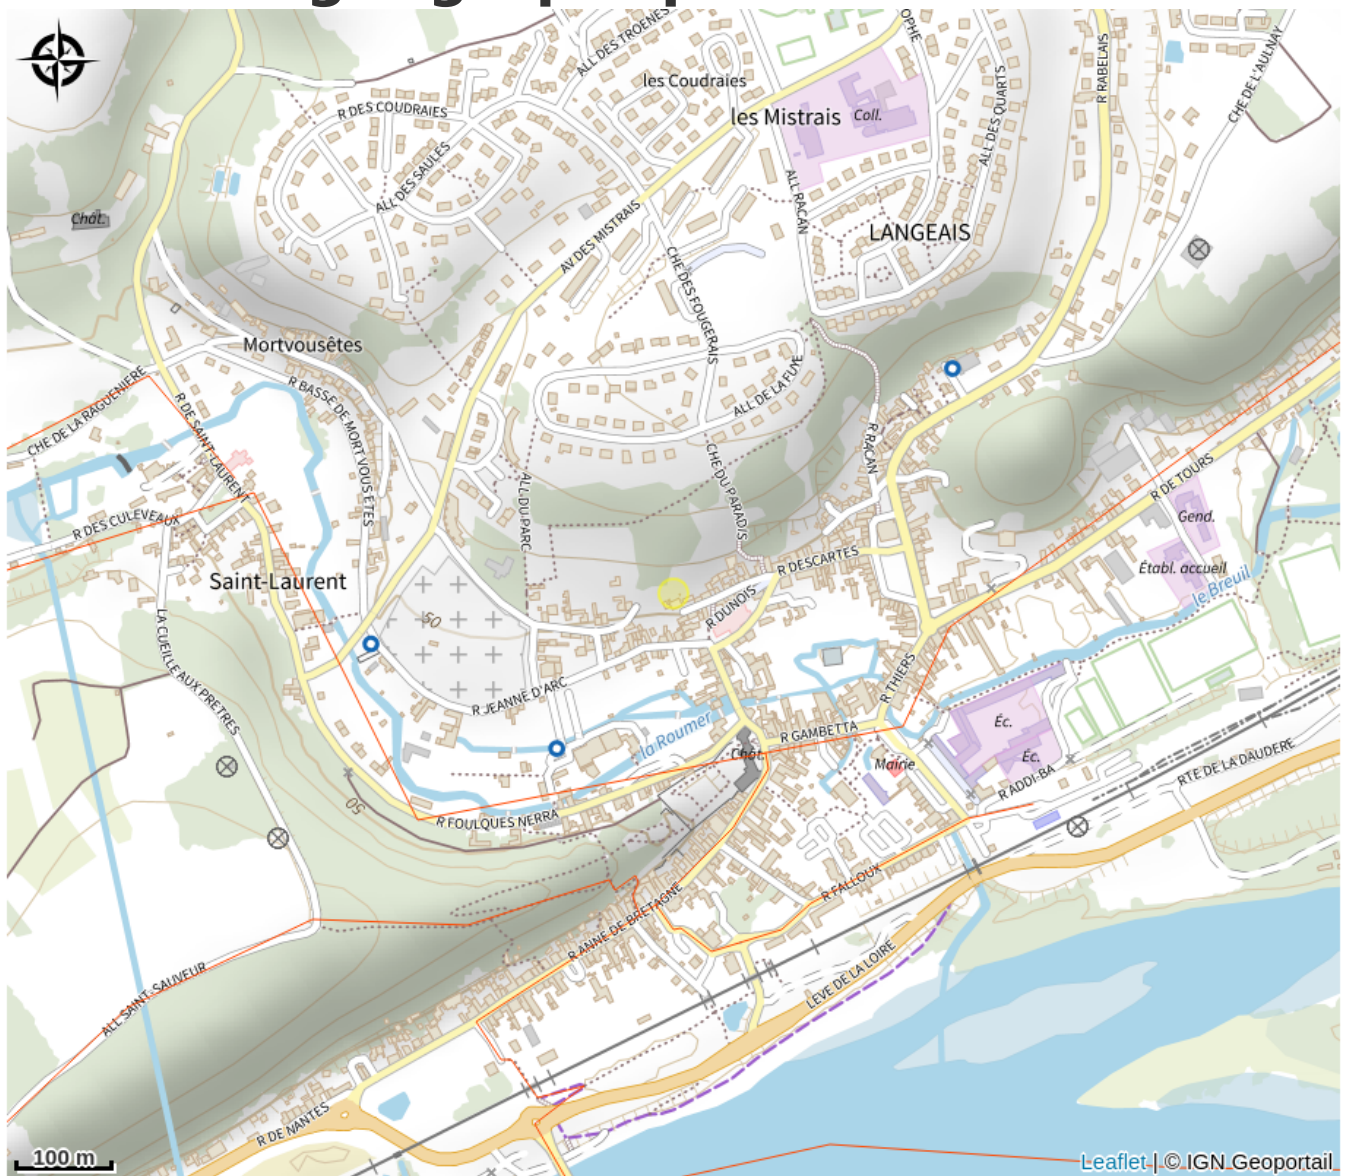 ALL DES TROENES
OPHE
R RABELAIS
CHE DE L'AULNAY
les Coudraies
R DES COUDRAIES
les Mistrais
Coll.
ALL DES QUARTS
ALL DES SAULES
ALL RACAN
Chât.
AV DES MISTRAIS
LANGEAIS
CHE DES FOUGERAIS
Mortvousêtes
R BASSE DE MORT VOUS ETES
CHE DE LA RAGUENIERE
R DE SAINT-LAURENT
ALL DE LA FUYE
R RACAN
CHE DU PARADIS
ALL DU PARC
R DE TOURS
Gend.
R DES CULEVEAUX
R DESCARTES
Établ. accueil
Saint-Laurent
le Breuil
R DUNOIS
50
LA CUEILLE AUX PRETRES
R THIERS
R JEANNE D'ARC
la Roumer
R GAMBETTA
Éc.
Chât.
Éc.
Mairie
R ADDI-BA
RTE DE LA DAUDERE
50
R FOULQUES NERRA
R FALLOUX
R ANNE DE BRETAGNE
LEVE DE LA LOIRE
ALL SAINT-SAUVEUR
R DE NANTES
100 m
Leaflet | © IGN Geoportail